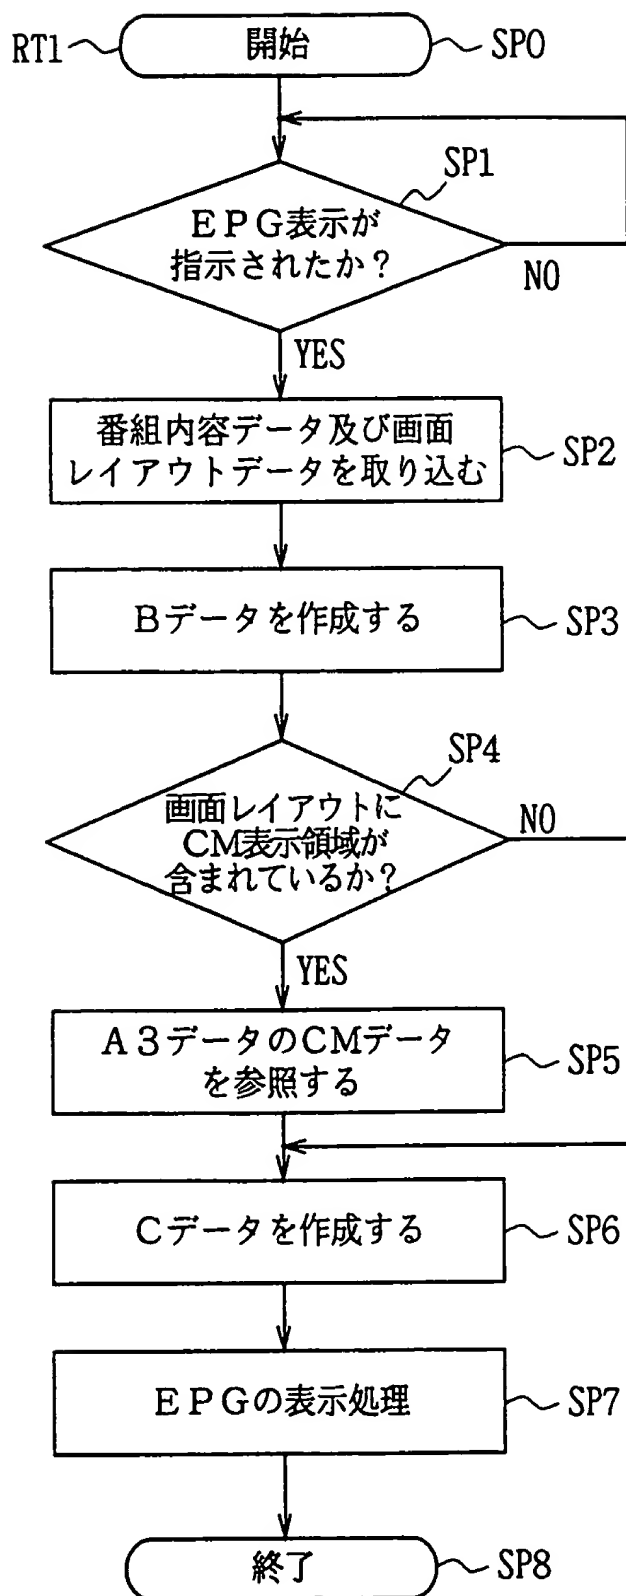 RT1
開始
SP0
SP1
EPG表示が
指示されたか?
NO
YES
番組内容データ及び画面
レイアウトデータを取り込む
SP2
Bデータを作成する
SP3
SP4
画面レイアウトに
CM表示領域が
含まれているか?
NO
YES
A3データのCMデータ
を参照する
SP5
Cデータを作成する
SP6
EPGの表示処理
SP7
終了
SP8